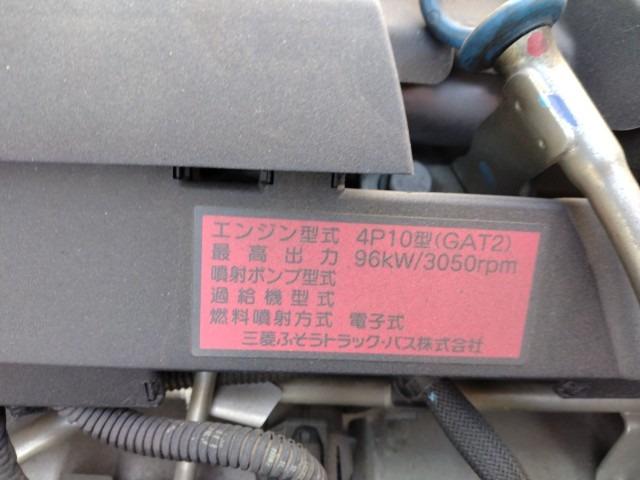 エンジン型式 4P10型(GAT2)
最高出力 96kW/3050rpm
噴射ポンプ型式
過給機型式
燃料噴射方式 電子式
三菱ふそうトラック・バス株式会社